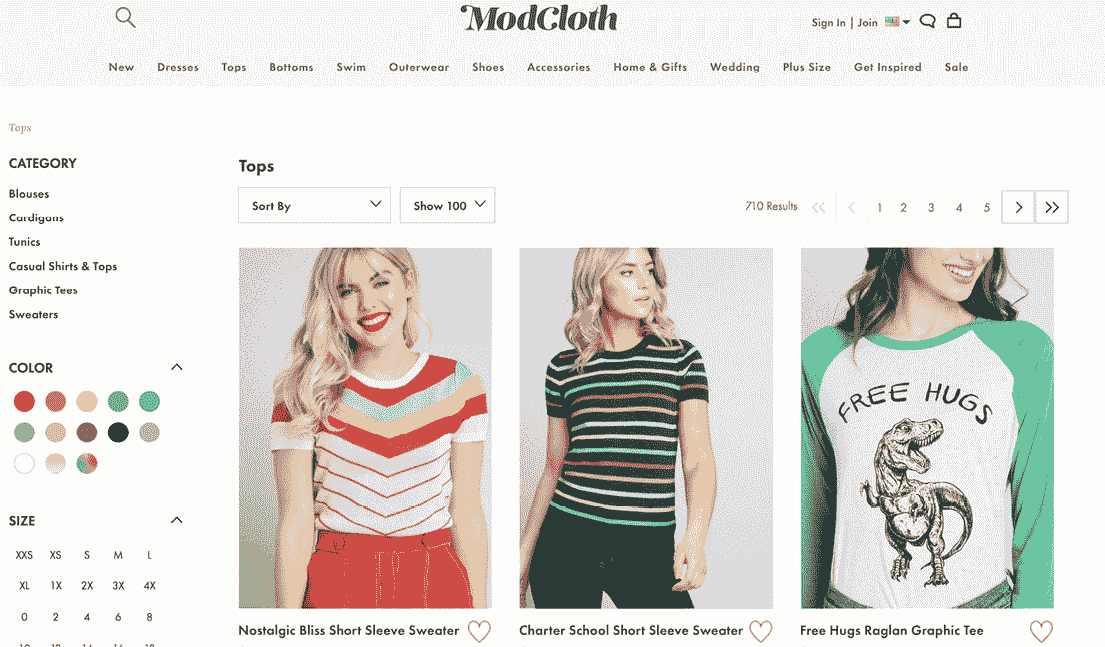 ModCloth
Sign In | Join
New Dresses Tops Bottoms Swim Outerwear Shoes Accessories Home & Gifts Wedding Plus Size Get Inspired Sale
Tops
CATEGORY
Blouses
Cardigans
Tunics
Casual Shirts & Tops
Graphic Tees
Sweaters
COLOR
SIZE
XXS XS S M L
XL 1X 2X 3X 4X
0 2 4 6 8
Tops
Sort By
Show 100
710 Results
1 2 3 4 5
FREE HUGS
Nostalgic Bliss Short Sleeve Sweater
Charter School Short Sleeve Sweater
Free Hugs Raglan Graphic Tee